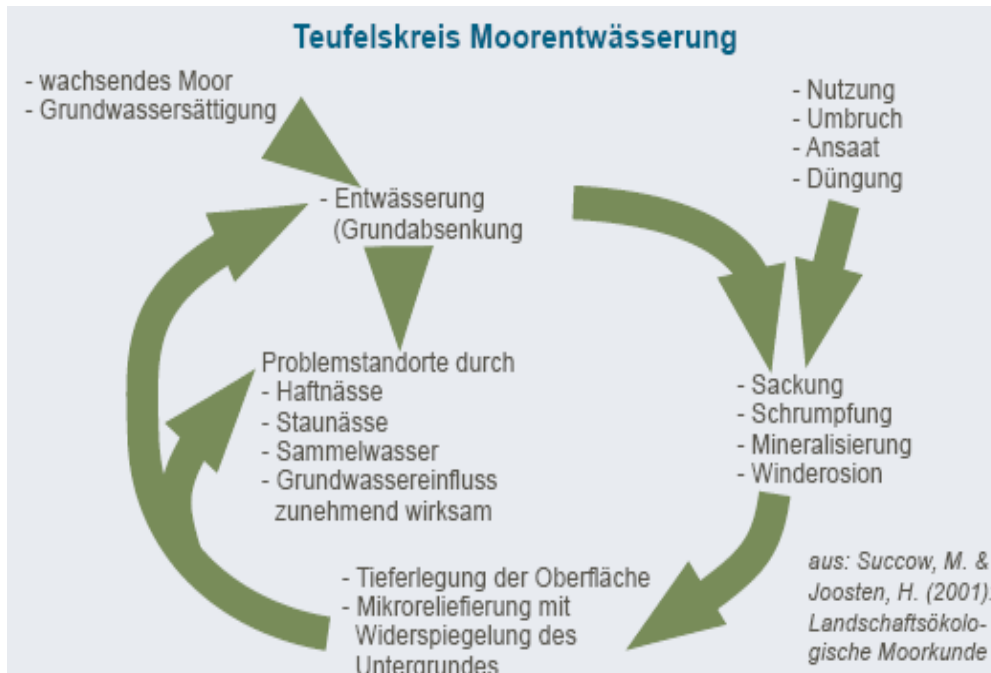 Teufelskreis Moorentwässerung
- wachsendes Moor
- Grundwassersättigung
- Nutzung
- Umbruch
- Ansaat
- Düngung
- Entwässerung
(Grundabsenkung
Problemstandorte durch
- Haftnässe
- Staunässe
- Sammelwasser
- Grundwassereinfluss
zunehmend wirksam
- Sackung
- Schrumpfung
- Mineralisierung
- Winderosion
- Tieferlegung der Oberfläche
- Mikroreliefierung mit
Widerspiegelung des
Untergrundes
aus: Succow, M. &
Joosten, H. (2001):
Landschaftsökolo-
gische Moorkunde